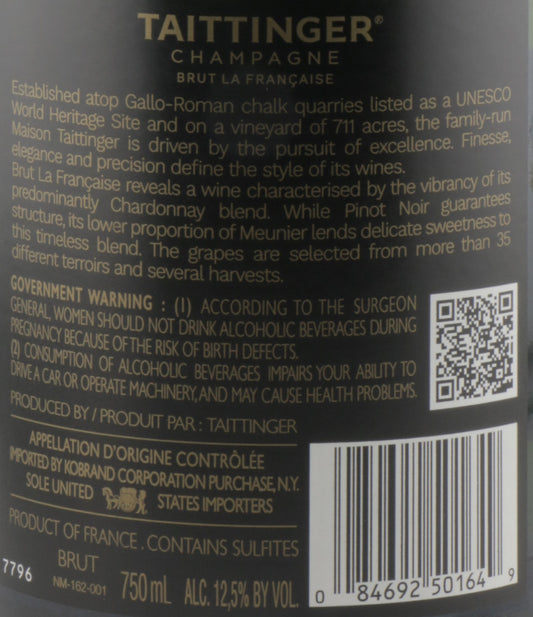 TAITTINGER®
CHAMPAGNE
BRUT LA FRANÇAISE
Established atop Gallo-Roman chalk quarries listed as a UNESCO
World Heritage Site and on a vineyard of 711 acres, the family-run
Maison Taittinger is driven by the pursuit of excellence. Finesse,
elegance and precision define the style of its wines.
Brut La Française reveals a wine characterised by the vibrancy of its
predominantly Chardonnay blend. While Pinot Noir guarantees
structure, its lower proportion of Meunier lends delicate sweetness to
this timeless blend. The grapes are selected from more than 35
different terroirs and several harvests.
GOVERNMENT WARNING : (1) ACCORDING TO THE SURGEON
GENERAL, WOMEN SHOULD NOT DRINK ALCOHOLIC BEVERAGES DURING
PREGNANCY BECAUSE OF THE RISK OF BIRTH DEFECTS.
(2) CONSUMPTION OF ALCOHOLIC BEVERAGES IMPAIRS YOUR ABILITY TO
DRIVE A CAR OR OPERATE MACHINERY, AND MAY CAUSE HEALTH PROBLEMS.
PRODUCED BY / PRODUIT PAR : TAITTINGER
APPELLATION D'ORIGINE CONTRÔLÉE
IMPORTED BY KOBRAND CORPORATION PURCHASE, N.Y.
SOLE UNITED STATES IMPORTERS
PRODUCT OF FRANCE . CONTAINS SULFITES
7796
BRUT
NM-162-001 750 mL ALC. 12,5% BY VOL.
0 84692 50164 9